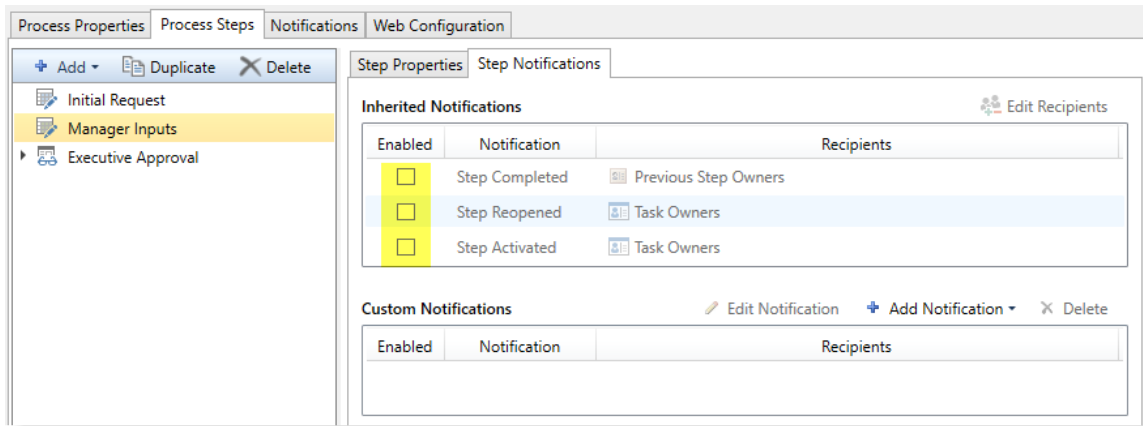 Process Properties Process Steps Notifications Web Configuration
Add Duplicate Delete
Initial Request
Manager Inputs
Executive Approval
Step Properties Step Notifications
Inherited Notifications Edit Recipients
Enabled Notification Recipients
Step Completed Previous Step Owners
Step Reopened Task Owners
Step Activated Task Owners
Custom Notifications Edit Notification Add Notification Delete
Enabled Notification Recipients